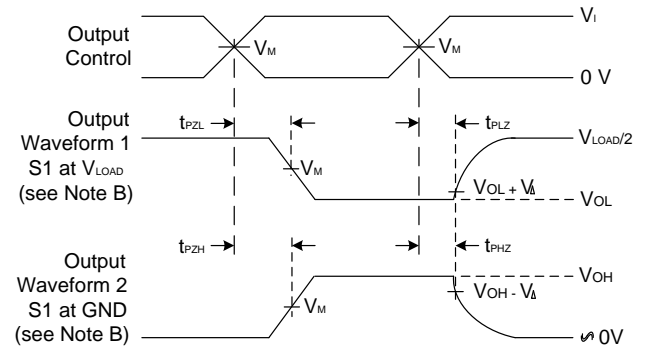 Output
Control
VM
VM
VI
0 V
Output
Waveform 1
S1 at VLOAD
(see Note B)
tPZL
tPLZ
VLOAD/2
VM
VOL + VΔ
VOL
Output
Waveform 2
S1 at GND
(see Note B)
tPZH
tPHZ
VOH
VOH - VΔ
VM
0V